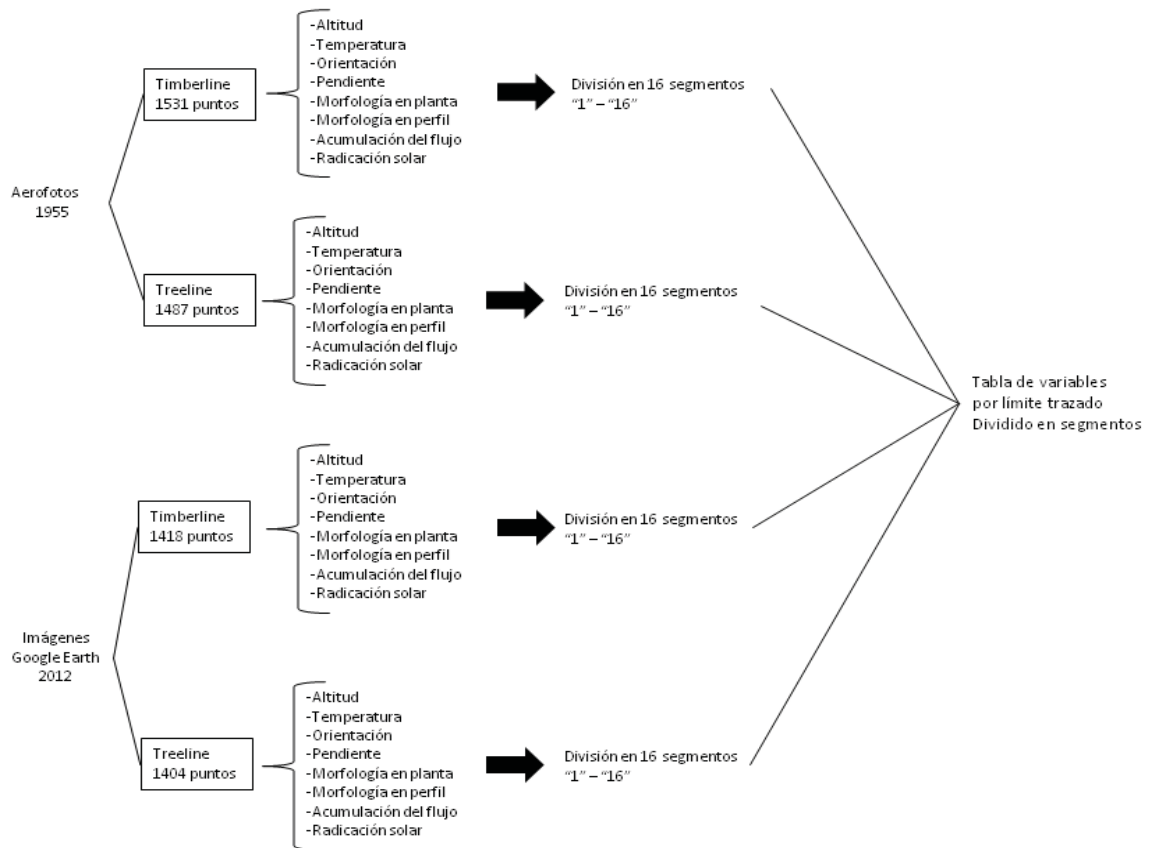 Aerofotos
1955
Timberline
1531 puntos
-Altitud
-Temperatura
-Orientación
-Pendiente
-Morfología en planta
-Morfología en perfil
-Acumulación del flujo
-Radicación solar
División en 16 segmentos
“1” – “16”
Treeline
1487 puntos
-Altitud
-Temperatura
-Orientación
-Pendiente
-Morfología en planta
-Morfología en perfil
-Acumulación del flujo
-Radicación solar
División en 16 segmentos
“1” – “16”
Imágenes
Google Earth
2012
Timberline
1418 puntos
-Altitud
-Temperatura
-Orientación
-Pendiente
-Morfología en planta
-Morfología en perfil
-Acumulación del flujo
-Radicación solar
División en 16 segmentos
“1” – “16”
Treeline
1404 puntos
-Altitud
-Temperatura
-Orientación
-Pendiente
-Morfología en planta
-Morfología en perfil
-Acumulación del flujo
-Radicación solar
División en 16 segmentos
“1” – “16”
Tabla de variables
por límite trazado
Dividido en segmentos